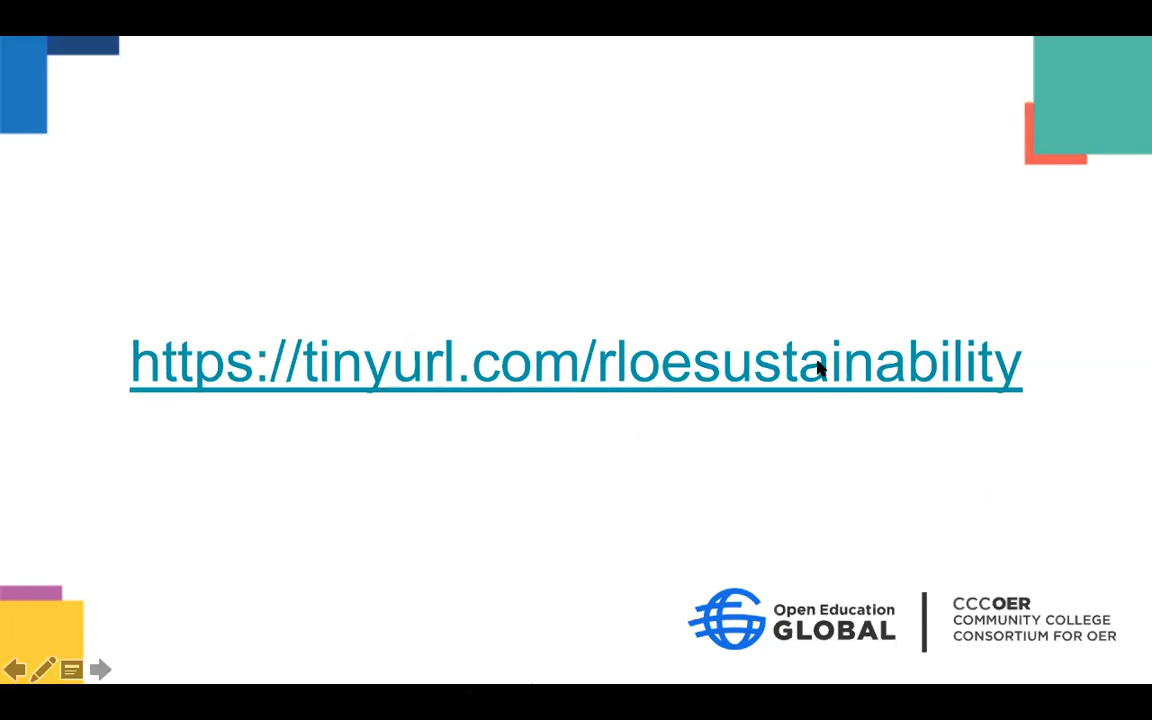 https://tinyurl.com/rloesustainability
Open Education
GLOBAL
CCCOER
COMMUNITY COLLEGE
CONSORTIUM FOR OER